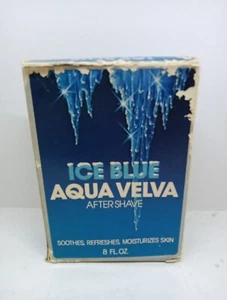 ICE BLUE
AQUA VELVA
AFTER SHAVE
SOOTHES, REFRESHES, MOISTURIZES SKIN
8 FL. OZ.